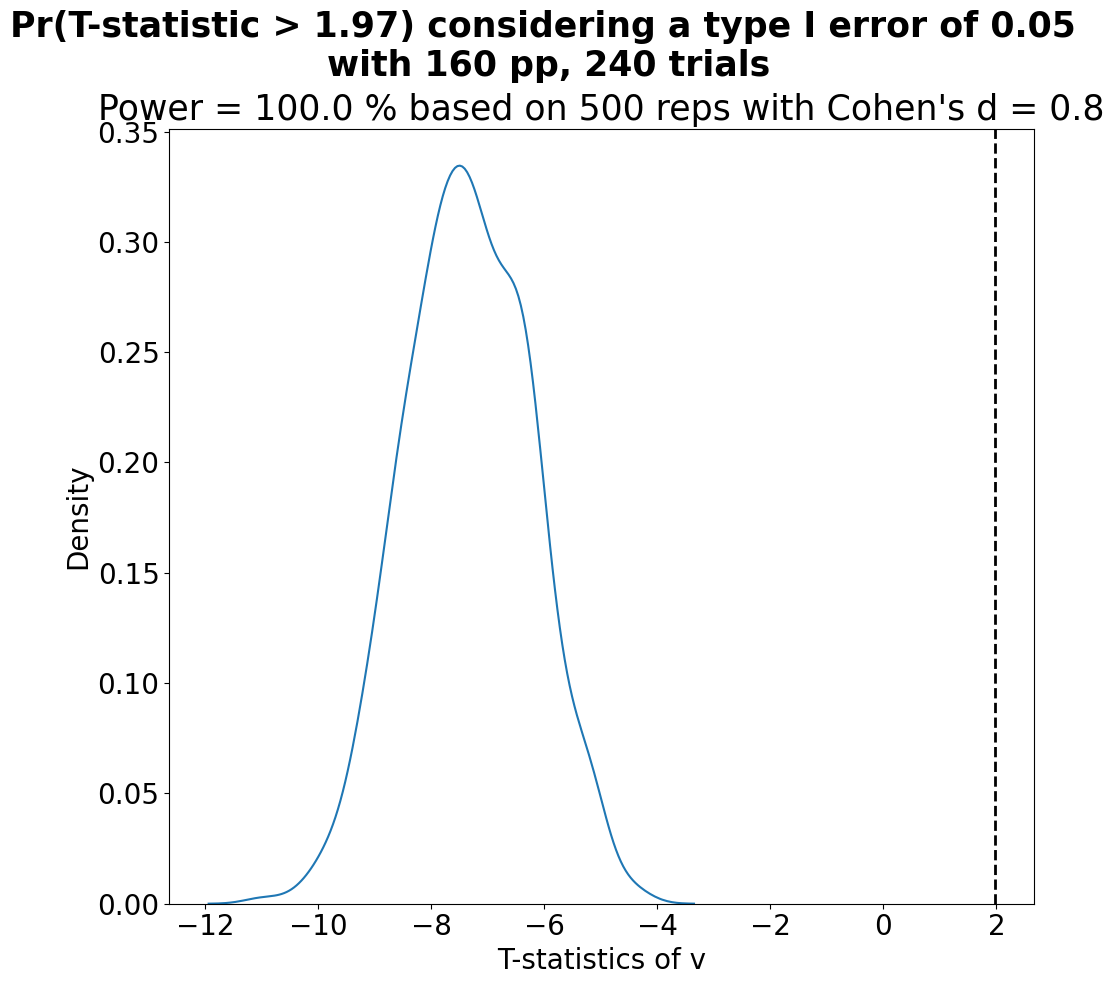 Pr(T-statistic > 1.97) considering a type I error of 0.05
with 160 pp, 240 trials
Power = 100.0 % based on 500 reps with Cohen's d = 0.8
0.35
0.30
0.25
0.20
0.15
0.10
0.05
0.00
Density
−12 −10 −8 −6 −4 −2 0 2
T-statistics of v